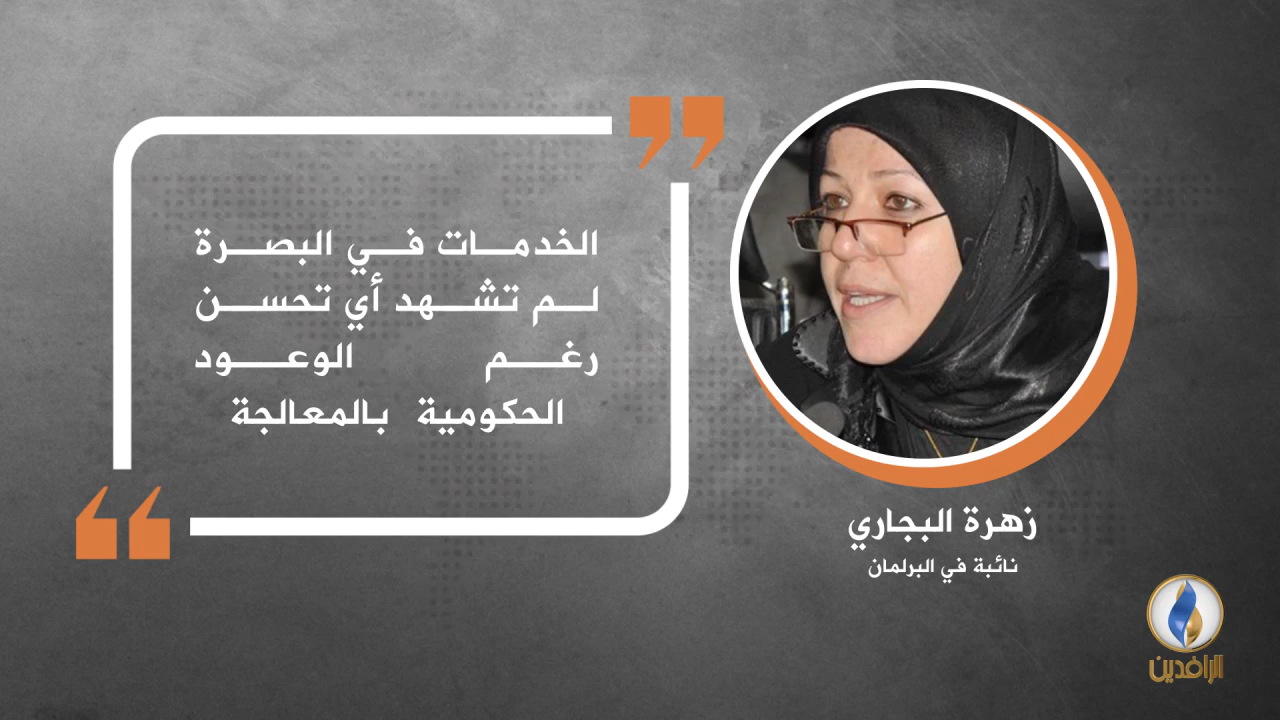 الخدمات في البصرة
لم تشهد أي تحسن
رغم الوعود
الحكومية بالمعالجة
زهرة البجاري
نائبة في البرلمان
الرافدين